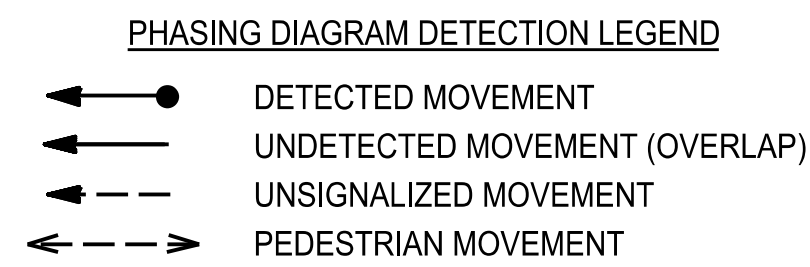 PHASING DIAGRAM DETECTION LEGEND
DETECTED MOVEMENT
UNDETECTED MOVEMENT (OVERLAP)
UNSIGNALIZED MOVEMENT
PEDESTRIAN MOVEMENT